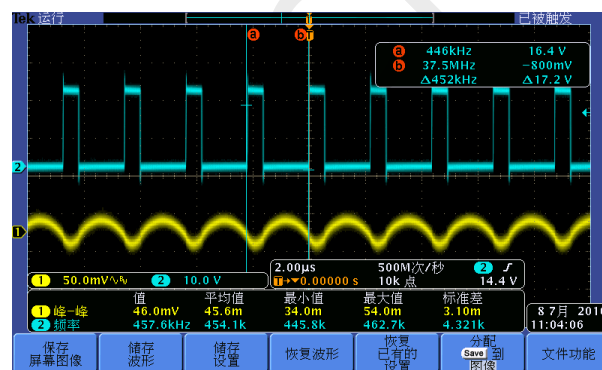 Tek 运行
已被触发
a 446kHz 16.4 V
b 37.5MHz −800mV
Δ452kHz Δ17.2 V
2
1
1 50.0mV 2 10.0 V
2.00μs 500M次/秒 2
T→▼0.00000 s 10k 点 14.4 V
值 平均值 最小值 最大值 标准差
1 峰−峰 46.0mV 45.6m 34.0m 54.0m 3.10m
2 频率 457.6kHz 454.1k 445.8k 462.7k 4.321k
8 7月 201
11:04:06
保存
屏幕图像
储存
波形
储存
设置
恢复波形
恢复
已有的
设置
分配
Save 到
图像
文件功能